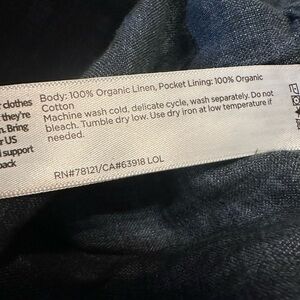 Body: 100% Organic Linen, Pocket Lining: 100% Organic
Cotton
Machine wash cold, delicate cycle, wash separately. Do not
bleach. Tumble dry low. Use dry iron at low temperature if
needed.
RN#78121/CA#63918 LOL
clothes
they're
Bring
US
support
back